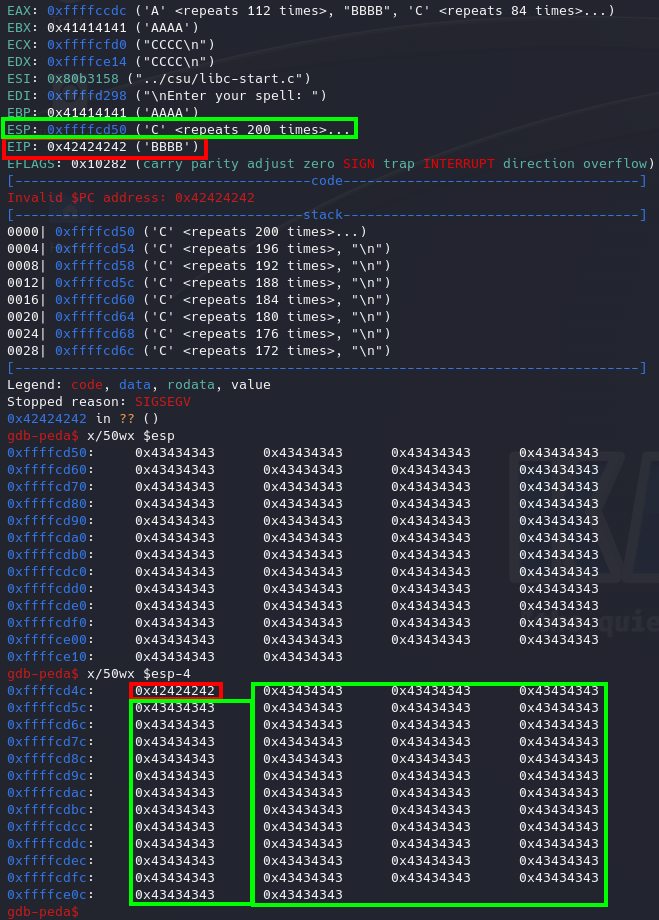 EAX: 0xffffccdc ('A' <repeats 112 times>, "BBBB", 'C' <repeats 84 times>...)
EBX: 0x41414141 ('AAAA')
ECX: 0xffffcfd0 ("CCCC\n")
EDX: 0xffffce14 ("CCCC\n")
ESI: 0x80b3158 ("../csu/libc-start.c")
EDI: 0xffffd298 ("\nEnter your spell: ")
EBP: 0x41414141 ('AAAA')
ESP: 0xffffcd50 ('C' <repeats 200 times>...
EIP: 0x42424242 ('BBBB')
EFLAGS: 0x10282 (carry parity adjust zero SIGN trap INTERRUPT direction overflow)
[-------------------------------------code-------------------------------------]
Invalid $PC address: 0x42424242
[------------------------------------stack-------------------------------------]
0000| 0xffffcd50 ('C' <repeats 200 times>...)
0004| 0xffffcd54 ('C' <repeats 196 times>, "\n")
0008| 0xffffcd58 ('C' <repeats 192 times>, "\n")
0012| 0xffffcd5c ('C' <repeats 188 times>, "\n")
0016| 0xffffcd60 ('C' <repeats 184 times>, "\n")
0020| 0xffffcd64 ('C' <repeats 180 times>, "\n")
0024| 0xffffcd68 ('C' <repeats 176 times>, "\n")
0028| 0xffffcd6c ('C' <repeats 172 times>, "\n")
[------------------------------------------------------------------------------]
Legend: code, data, rodata, value
Stopped reason: SIGSEGV
0x42424242 in ?? ()
gdb-peda$ x/50wx $esp
0xffffcd50: 0x43434343 0x43434343 0x43434343 0x43434343
0xffffcd60: 0x43434343 0x43434343 0x43434343 0x43434343
0xffffcd70: 0x43434343 0x43434343 0x43434343 0x43434343
0xffffcd80: 0x43434343 0x43434343 0x43434343 0x43434343
0xffffcd90: 0x43434343 0x43434343 0x43434343 0x43434343
0xffffcda0: 0x43434343 0x43434343 0x43434343 0x43434343
0xffffcdb0: 0x43434343 0x43434343 0x43434343 0x43434343
0xffffcdc0: 0x43434343 0x43434343 0x43434343 0x43434343
0xffffcdd0: 0x43434343 0x43434343 0x43434343 0x43434343
0xffffcde0: 0x43434343 0x43434343 0x43434343 0x43434343
0xffffcdf0: 0x43434343 0x43434343 0x43434343 0x43434343
0xffffce00: 0x43434343 0x43434343 0x43434343 0x43434343
0xffffce10: 0x43434343 0x43434343
gdb-peda$ x/50wx $esp-4
0xffffcd4c: 0x42424242 0x43434343 0x43434343 0x43434343
0xffffcd5c: 0x43434343 0x43434343 0x43434343 0x43434343
0xffffcd6c: 0x43434343 0x43434343 0x43434343 0x43434343
0xffffcd7c: 0x43434343 0x43434343 0x43434343 0x43434343
0xffffcd8c: 0x43434343 0x43434343 0x43434343 0x43434343
0xffffcd9c: 0x43434343 0x43434343 0x43434343 0x43434343
0xffffcdac: 0x43434343 0x43434343 0x43434343 0x43434343
0xffffcdbc: 0x43434343 0x43434343 0x43434343 0x43434343
0xffffcdcc: 0x43434343 0x43434343 0x43434343 0x43434343
0xffffcddc: 0x43434343 0x43434343 0x43434343 0x43434343
0xffffcdec: 0x43434343 0x43434343 0x43434343 0x43434343
0xffffcdfc: 0x43434343 0x43434343 0x43434343 0x43434343
0xffffce0c: 0x43434343 0x43434343
gdb-peda$